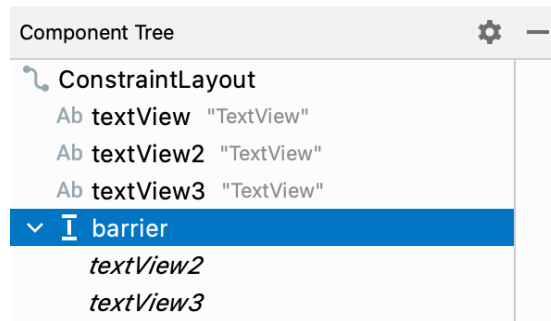 Component Tree
ConstraintLayout
Ab textView "TextView"
Ab textView2 "TextView"
Ab textView3 "TextView"
barrier
textView2
textView3